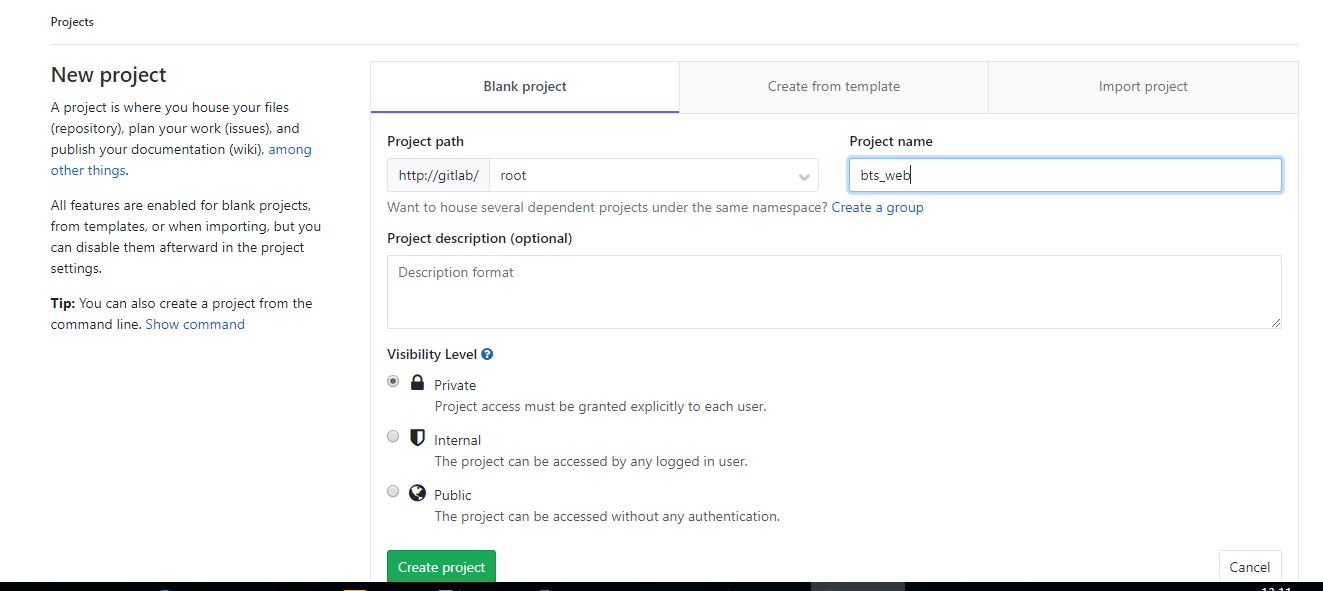 Projects
New project
A project is where you house your files
(repository), plan your work (issues), and
publish your documentation (wiki), among
other things.
All features are enabled for blank projects,
from templates, or when importing, but you
can disable them afterward in the project
settings.
Tip: You can also create a project from the
command line. Show command
Blank project
Create from template
Import project
Project path
http://gitlab/
root
Project name
bts_web
Want to house several dependent projects under the same namespace? Create a group
Project description (optional)
Description format
Visibility Level
Private
Project access must be granted explicitly to each user.
Internal
The project can be accessed by any logged in user.
Public
The project can be accessed without any authentication.
Create project
Cancel